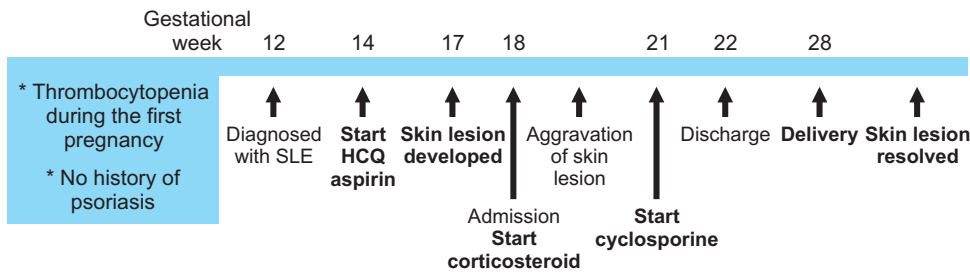 Gestational
week 12 14 17 18 21 22 28
* Thrombocytopenia
during the first
pregnancy
* No history of
psoriasis
Diagnosed
with SLE
Start
HCQ
aspirin
Skin lesion
developed
Admission
Start
corticosteroid
Aggravation
of skin
lesion
Start
cyclosporine
Discharge
Delivery
Skin lesion
resolved